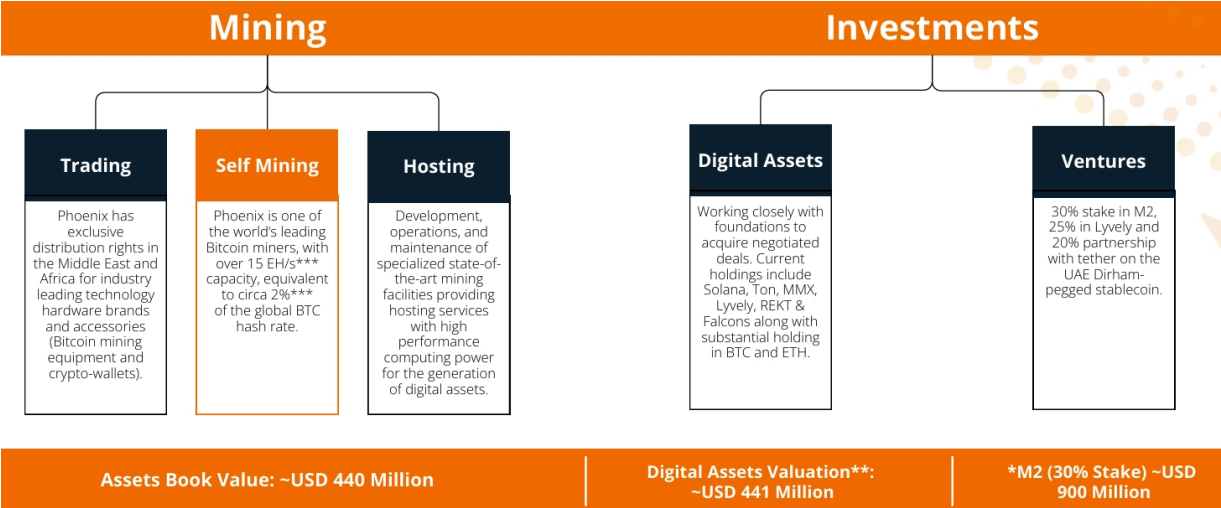 Mining
Investments
Trading
Phoenix has
exclusive
distribution rights in
the Middle East and
Africa for industry
leading technology
hardware brands
and accessories
(Bitcoin mining
equipment and
crypto-wallets).
Self Mining
Phoenix is one of
the world's leading
Bitcoin miners, with
over 15 EH/s***
capacity, equivalent
to circa 2%***
of the global BTC
hash rate.
Hosting
Development,
operations, and
maintenance of
specialized state-of-
the-art mining
facilities providing
hosting services
with high
performance
computing power
for the generation
of digital assets.
Digital Assets
Working closely with
foundations to
acquire negotiated
deals. Current
holdings include
Solana, Ton, MMX,
Lyvely, REKT &
Falcons along with
substantial holding
in BTC and ETH.
Ventures
30% stake in M2,
25% in Lyvely and
20% partnership
with tether on the
UAE Dirham-
pegged stablecoin.
Assets Book Value: ~USD 440 Million
Digital Assets Valuation**:
~USD 441 Million
*M2 (30% Stake) ~USD
900 Million